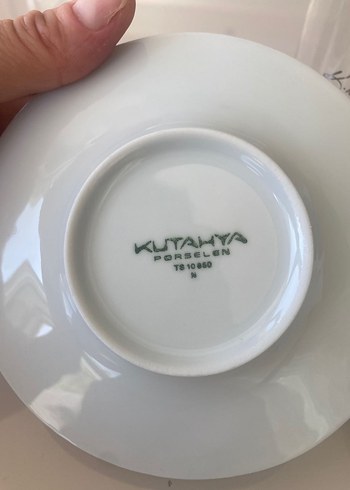 KUTAHYA
PORSELEN
TS 10 850
N